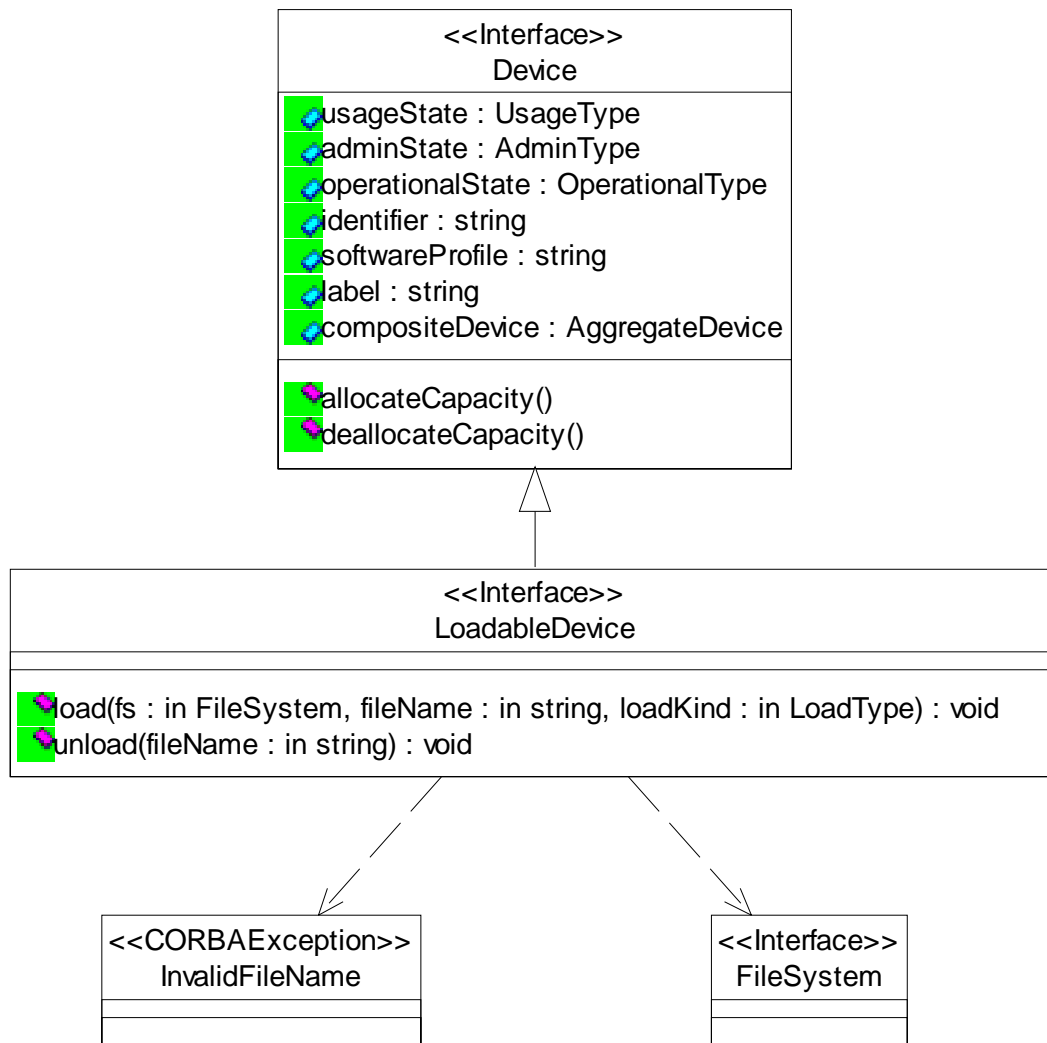 <<Interface>>
Device
usageState : UsageType
adminState : AdminType
operationalState : OperationalType
identifier : string
softwareProfile : string
label : string
compositeDevice : AggregateDevice
allocateCapacity()
deallocateCapacity()
<<Interface>>
LoadableDevice
load(fs : in FileSystem, fileName : in string, loadKind : in LoadType) : void
unload(fileName : in string) : void
<<CORBAException>>
InvalidFileName
<<Interface>>
FileSystem